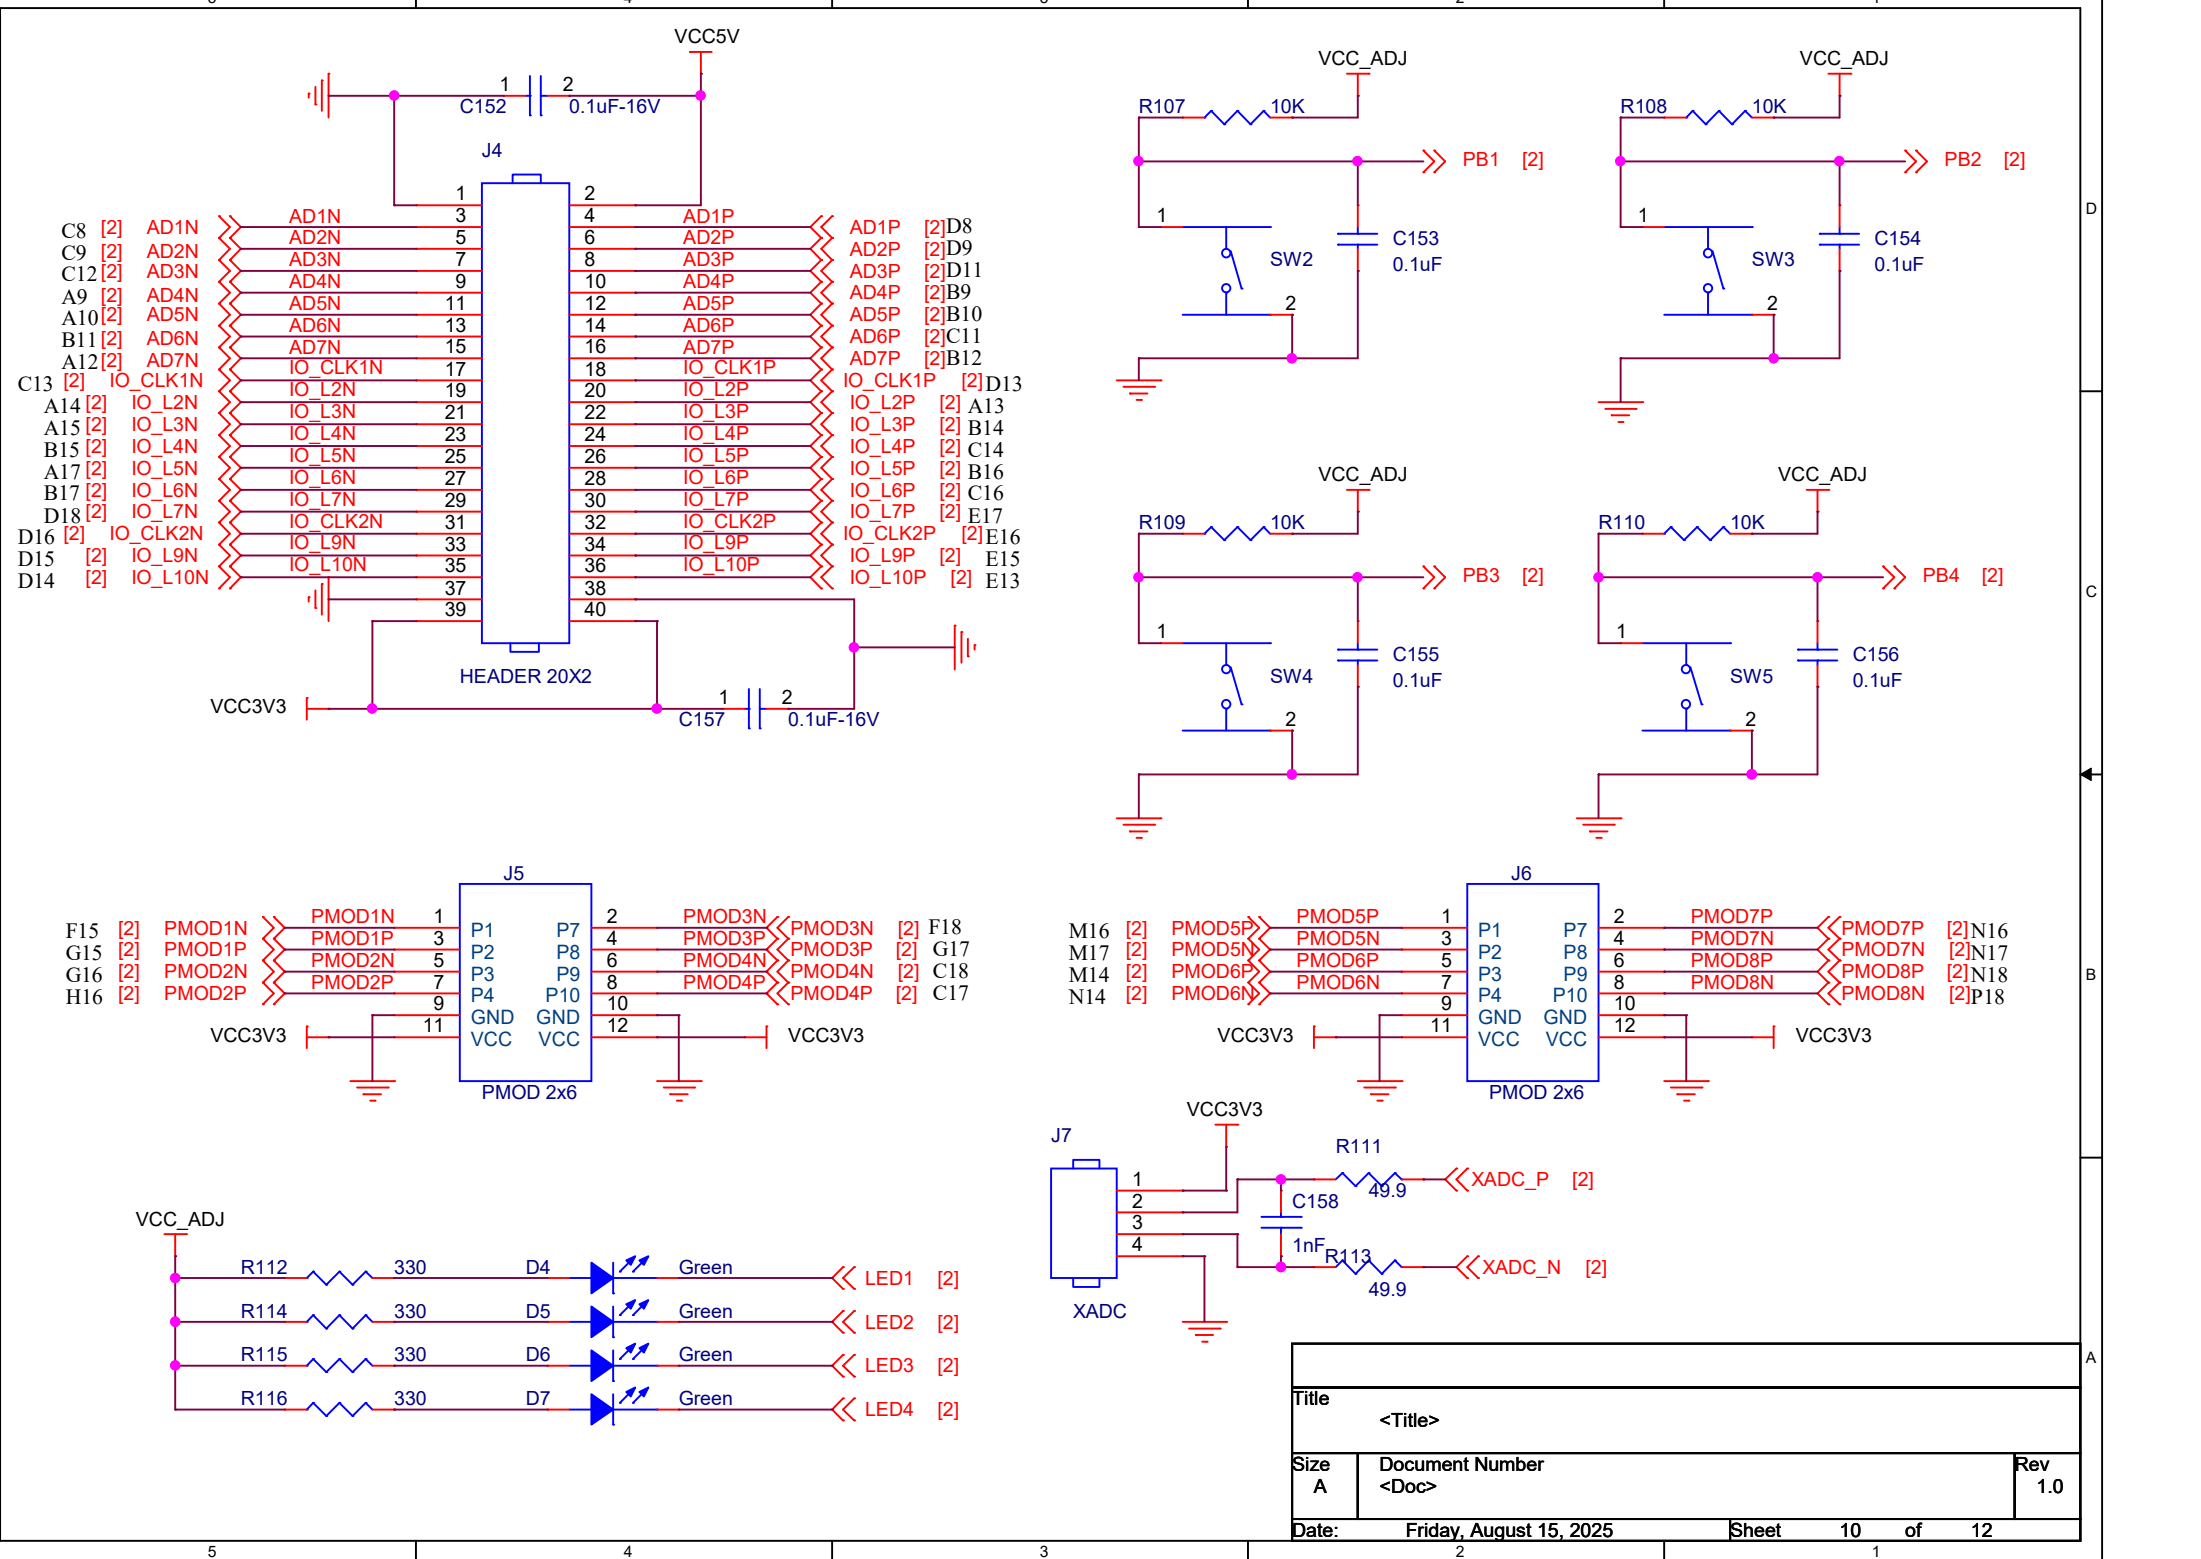 5 4 3 2 1
VCC5V
1 2
C152 0.1uF-16V
J4
1 2
C8 [2] AD1N AD1N 3 4 AD1P AD1P [2]D8
C9 [2] AD2N AD2N 5 6 AD2P AD2P [2]D9
C12[2] AD3N AD3N 7 8 AD3P AD3P [2]D11
A9 [2] AD4N AD4N 9 10 AD4P AD4P [2]B9
A10[2] AD5N AD5N 11 12 AD5P AD5P [2]B10
B11[2] AD6N AD6N 13 14 AD6P AD6P [2]C11
A12[2] AD7N AD7N 15 16 AD7P AD7P [2]B12
C13 [2] IO_CLK1N IO_CLK1N 17 18 IO_CLK1P IO_CLK1P [2]D13
A14[2] IO_L2N IO_L2N 19 20 IO_L2P IO_L2P [2] A13
A15[2] IO_L3N IO_L3N 21 22 IO_L3P IO_L3P [2] B14
B15[2] IO_L4N IO_L4N 23 24 IO_L4P IO_L4P [2] C14
A17[2] IO_L5N IO_L5N 25 26 IO_L5P IO_L5P [2] B16
B17[2] IO_L6N IO_L6N 27 28 IO_L6P IO_L6P [2] C16
D18[2] IO_L7N IO_L7N 29 30 IO_L7P IO_L7P [2] E17
D16[2] IO_CLK2N IO_CLK2N 31 32 IO_CLK2P IO_CLK2P [2]E16
D15 [2] IO_L9N IO_L9N 33 34 IO_L9P IO_L9P [2] E15
D14 [2] IO_L10N IO_L10N 35 36 IO_L10P IO_L10P [2] E13
37 38
39 40
HEADER 20X2
VCC3V3
1 2
C157 0.1uF-16V
VCC_ADJ
R107 10K
PB1 [2]
1
SW2
2
C153
0.1uF
VCC_ADJ
R108 10K
PB2 [2]
1
SW3
2
C154
0.1uF
D
VCC_ADJ
R109 10K
PB3 [2]
1
SW4
2
C155
0.1uF
VCC_ADJ
R110 10K
PB4 [2]
1
SW5
2
C156
0.1uF
C
J5
F15 [2] PMOD1N PMOD1N 1 P1 P7 2 PMOD3N PMOD3N [2] F18
G15 [2] PMOD1P PMOD1P 3 P2 P8 4 PMOD3P PMOD3P [2] G17
G16 [2] PMOD2N PMOD2N 5 P3 P9 6 PMOD4N PMOD4N [2] C18
H16 [2] PMOD2P PMOD2P 7 P4 P10 8 PMOD4P PMOD4P [2] C17
9 GND GND 10
VCC3V3 11 VCC VCC 12 VCC3V3
PMOD 2x6
J6
M16 [2] PMOD5P PMOD5P 1 P1 P7 2 PMOD7P PMOD7P [2]N16
M17 [2] PMOD5N PMOD5N 3 P2 P8 4 PMOD7N PMOD7N [2]N17
M14 [2] PMOD6P PMOD6P 5 P3 P9 6 PMOD8P PMOD8P [2]N18
N14 [2] PMOD6N PMOD6N 7 P4 P10 8 PMOD8N PMOD8N [2]P18
9 GND GND 10
VCC3V3 11 VCC VCC 12 VCC3V3
PMOD 2x6
B
VCC_ADJ
R112 330 D4 Green LED1 [2]
R114 330 D5 Green LED2 [2]
R115 330 D6 Green LED3 [2]
R116 330 D7 Green LED4 [2]
VCC3V3
J7
1
2
3
4
XADC
R111
49.9
XADC_P [2]
C158
1nF
R113
49.9
XADC_N [2]
A
Title
<Title>
Size Document Number Rev
A <Doc> 1.0
Date: Friday, August 15, 2025 Sheet 10 of 12
5 4 3 2 1